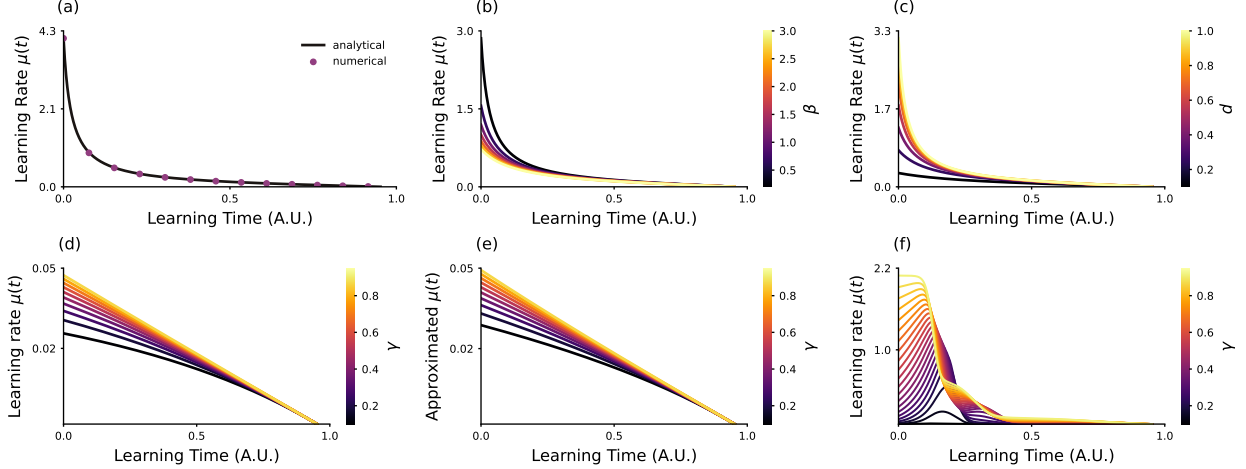 (a)
4.3
2.1
0.0
Learning Rate μ(t)
analytical
numerical
0.0
0.5
1.0
Learning Time (A.U.)
(b)
3.0
1.5
0.0
Learning Rate μ(t)
0.0
0.5
1.0
Learning Time (A.U.)
3.0
2.5
2.0
1.5
1.0
0.5
β
(c)
3.3
1.7
0.0
Learning Rate μ(t)
0.0
0.5
1.0
Learning Time (A.U.)
1.0
0.8
0.6
0.4
0.2
d
(d)
0.05
0.02
Learning rate μ(t)
0.0
0.5
1.0
Learning Time (A.U.)
0.8
0.6
0.4
0.2
γ
(e)
0.05
0.02
Approximated μ(t)
0.0
0.5
1.0
Learning Time (A.U.)
0.8
0.6
0.4
0.2
γ
(f)
2.2
1.0
Learning rate μ(t)
0.0
0.5
1.0
Learning Time (A.U.)
0.8
0.6
0.4
0.2
γ